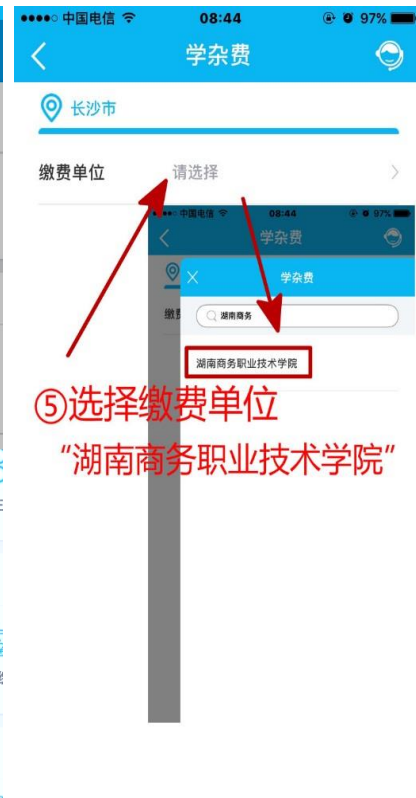 中国电信 08:44 97%
学杂费
长沙市
缴费单位 请选择
中国电信 08:44 97%
学杂费
学杂费
缴费
湖南商务
湖南商务职业技术学院
⑤选择缴费单位
“湖南商务职业技术学院”